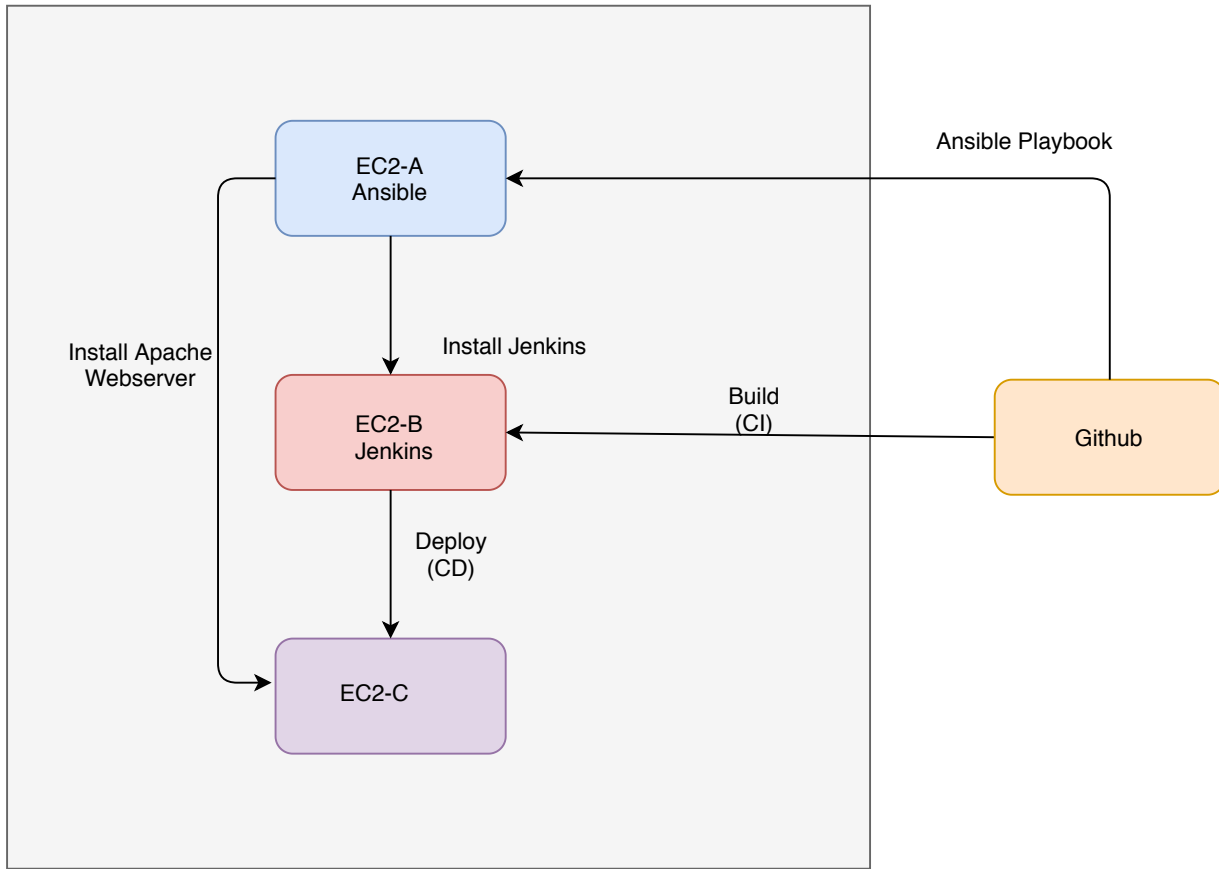 EC2-A
Ansible
Ansible Playbook
Install Apache
Webserver
Install Jenkins
EC2-B
Jenkins
Build
(CI)
Github
Deploy
(CD)
EC2-C